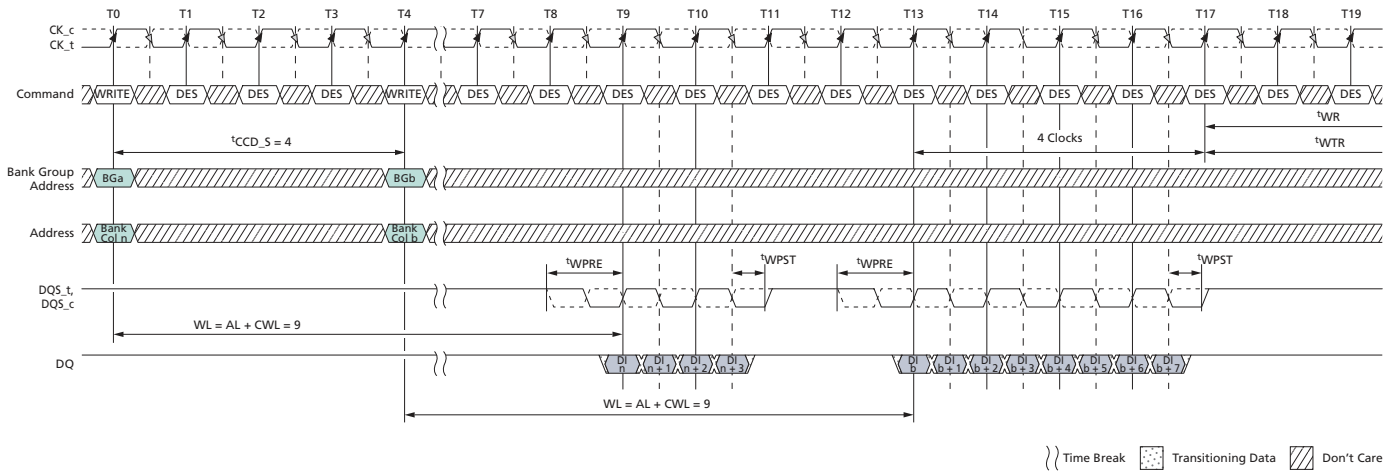 T0 T1 T2 T3 T4 T7 T8 T9 T10 T11 T12 T13 T14 T15 T16 T17 T18 T19
CK_c
CK_t
Command WRITE DES DES DES WRITE DES DES DES DES DES DES DES DES DES DES DES DES DES
tWR
tCCD_S = 4 4 Clocks
tWTR
Bank Group
Address BGa BGb
Address Bank
Col n Bank
Col b
tWPRE tWPST tWPRE tWPST
DQS_t,
DQS_c
WL = AL + CWL = 9
DQ DI
n DI
n + 1 DI
n + 2 DI
n + 3 DI
b DI
b + 1 DI
b + 2 DI
b + 3 DI
b + 4 DI
b + 5 DI
b + 6 DI
b + 7
WL = AL + CWL = 9
Time Break Transitioning Data Don't Care